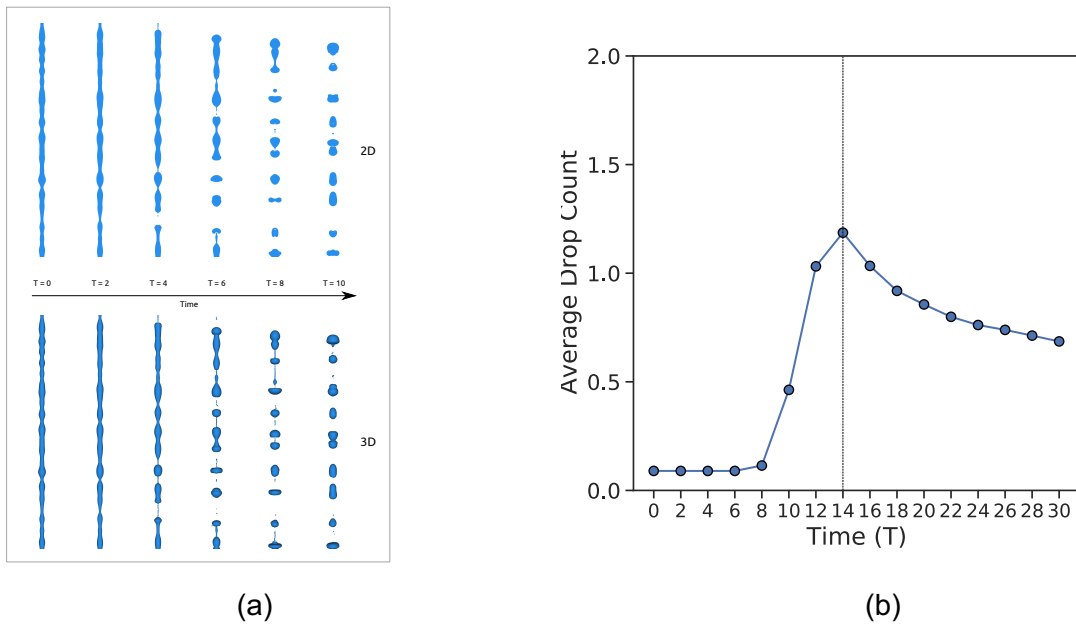 2D
T = 0 T = 2 T = 4 T = 6 T = 8 T = 10
Time
3D
(a)
2.0
1.5
1.0
0.5
0.0
Average Drop Count
0 2 4 6 8 10 12 14 16 18 20 22 24 26 28 30
Time (T)
(b)